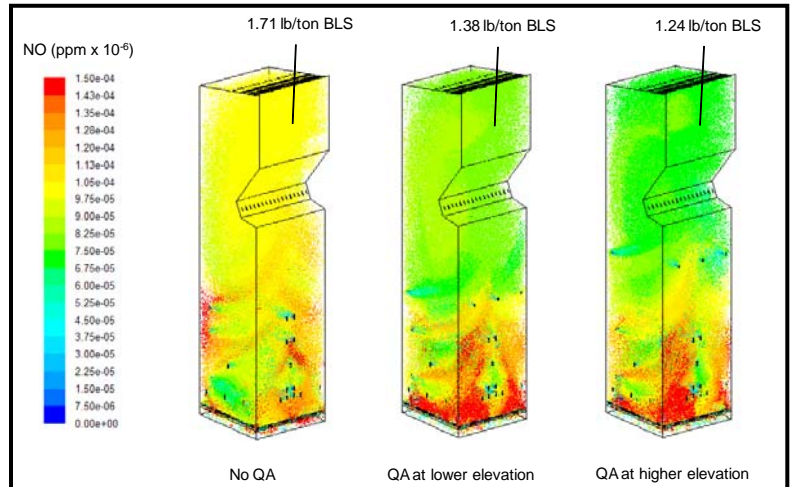 1.71 lb/ton BLS
1.38 lb/ton BLS
1.24 lb/ton BLS
NO (ppm x 10-6)
1.50e-04
1.43e-04
1.35e-04
1.28e-04
1.20e-04
1.13e-04
1.05e-04
9.75e-05
9.00e-05
8.25e-05
7.50e-05
6.75e-05
6.00e-05
5.25e-05
4.50e-05
3.75e-05
3.00e-05
2.25e-05
1.50e-05
7.50e-06
0.00e+00
No QA
QA at lower elevation
QA at higher elevation